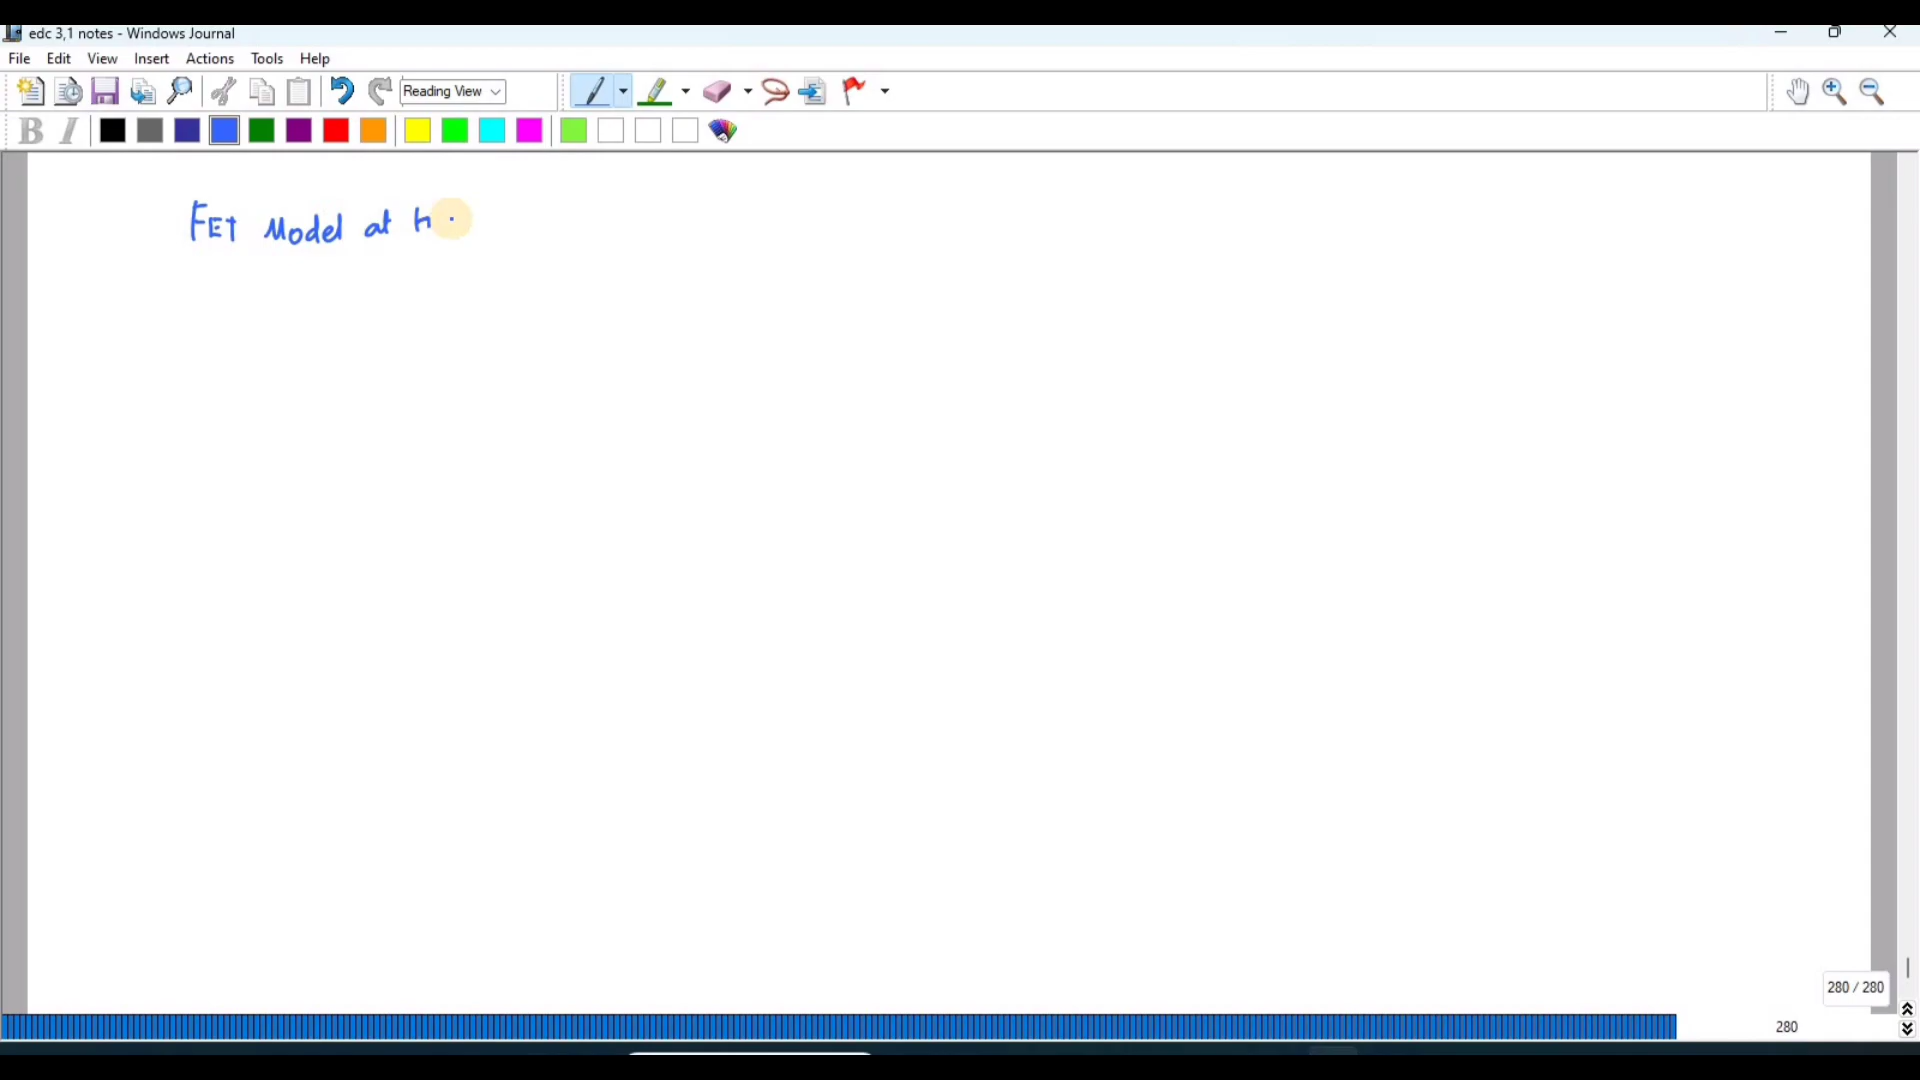 edc 3,1 notes - Windows Journal
File Edit View Insert Actions Tools Help
Reading View
B I
FET Model at h
280 / 280
280